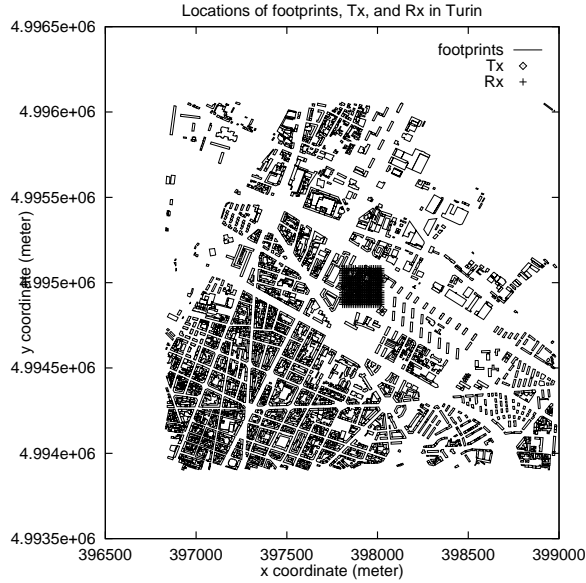 Locations of footprints, Tx, and Rx in Turin
4.9965e+06
footprints
Tx
Rx
4.996e+06
4.9955e+06
4.995e+06
4.9945e+06
4.994e+06
4.9935e+06
y coordinate (meter)
396500 397000 397500 398000 398500 399000
x coordinate (meter)